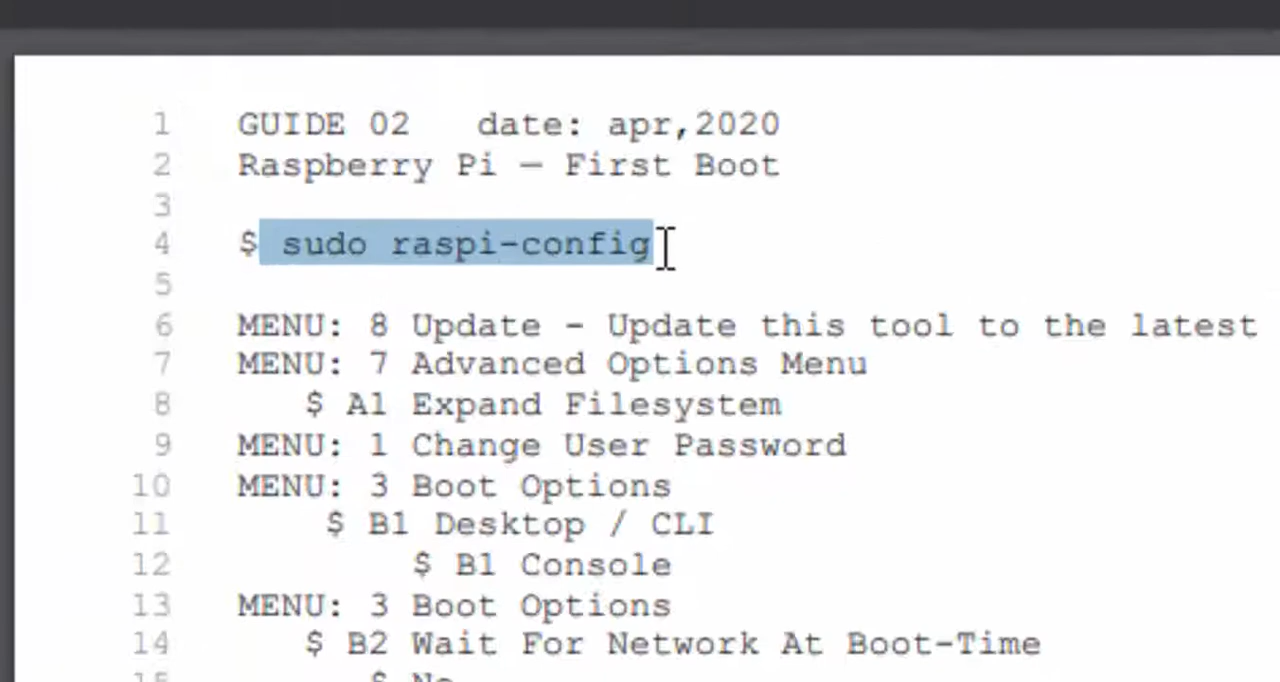 1 GUIDE 02 date: apr,2020
2 Raspberry Pi – First Boot
3
4 $ sudo raspi-config
5
6 MENU: 8 Update - Update this tool to the latest
7 MENU: 7 Advanced Options Menu
8 $ A1 Expand Filesystem
9 MENU: 1 Change User Password
10 MENU: 3 Boot Options
11 $ B1 Desktop / CLI
12 $ B1 Console
13 MENU: 3 Boot Options
14 $ B2 Wait For Network At Boot-Time
15 $ No